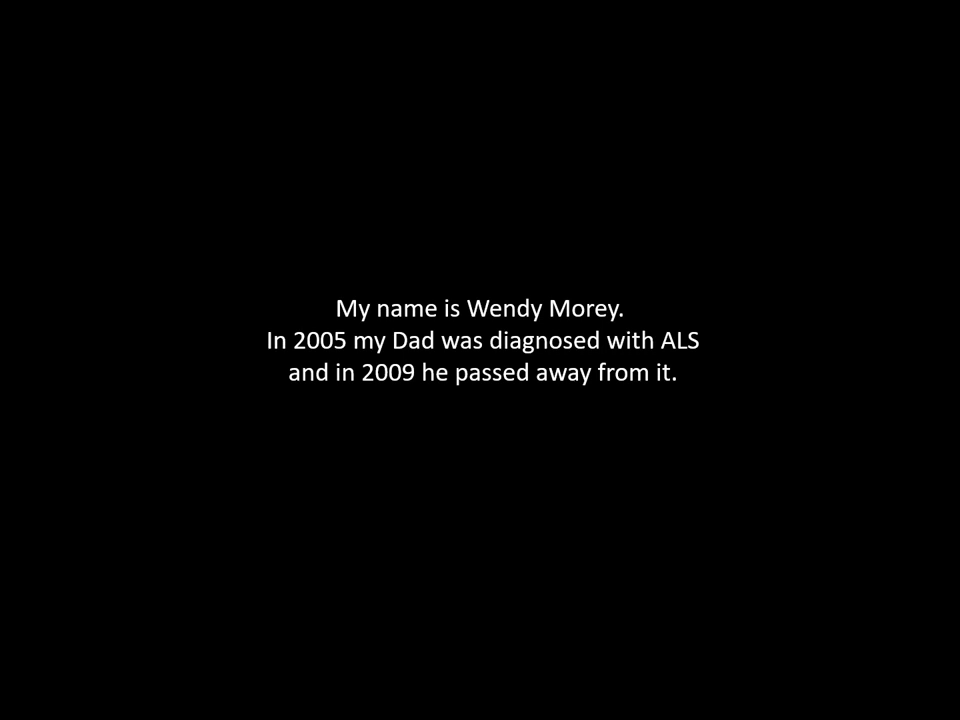 My name is Wendy Morey.
In 2005 my Dad was diagnosed with ALS
and in 2009 he passed away from it.